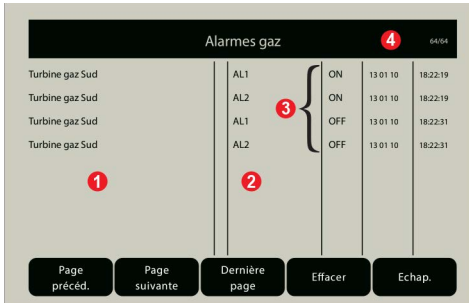 Alarmes gaz 4 64/64
Turbine gaz Sud AL1 ON 13 01 10 18:22:19
Turbine gaz Sud AL2 ON 13 01 10 18:22:19
Turbine gaz Sud AL1 OFF 13 01 10 18:22:31
Turbine gaz Sud AL2 OFF 13 01 10 18:22:31
3
1 2
Page précéd. Page suivante Dernière page Effacer Echap.